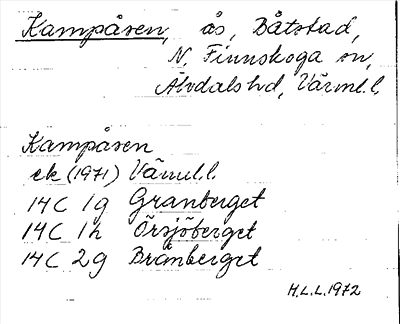 Kampåsen, ås, Båtstad,
N. Finnskoga sn,
Älvdals hd, Värml. l.
Kampåsen
ek (1971) Värml. l.
14C 1g Granberget
14C 1h Örsjöberget
14C 2g Brånberget
H.L.L. 1972